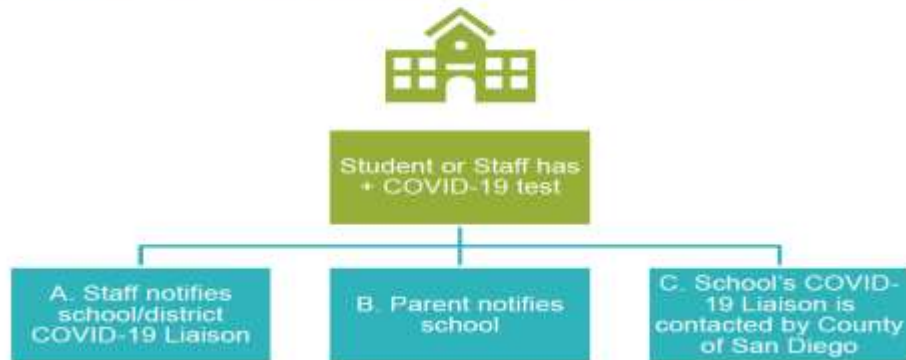 Student or Staff has
+ COVID-19 test
A. Staff notifies
school/district
COVID-19 Liaison
B. Parent notifies
school
C. School's COVID-
19 Liaison is
contacted by County
of San Diego